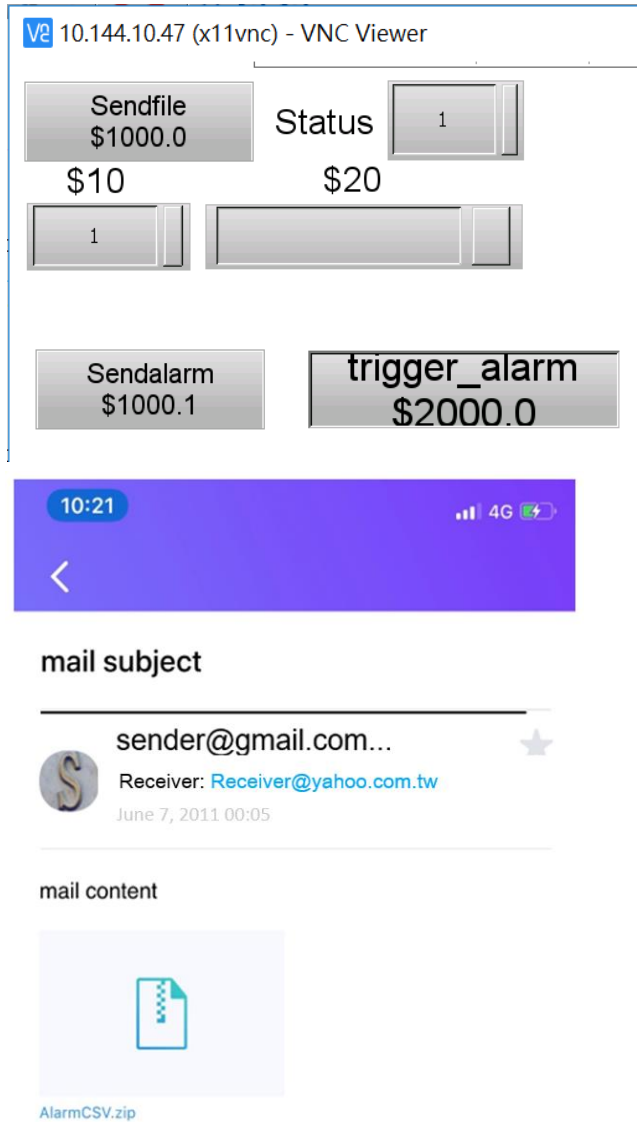 VR 10.144.10.47 (x11vnc) - VNC Viewer
Sendfile
$1000.0
Status
1
$10
$20
1
Sendalarm
$1000.1
trigger_alarm
$2000.0
10:21
4G
mail subject
sender@gmail.com...
S
Receiver: Receiver@yahoo.com.tw
June 7, 2011 00:05
mail content
AlarmCSV.zip